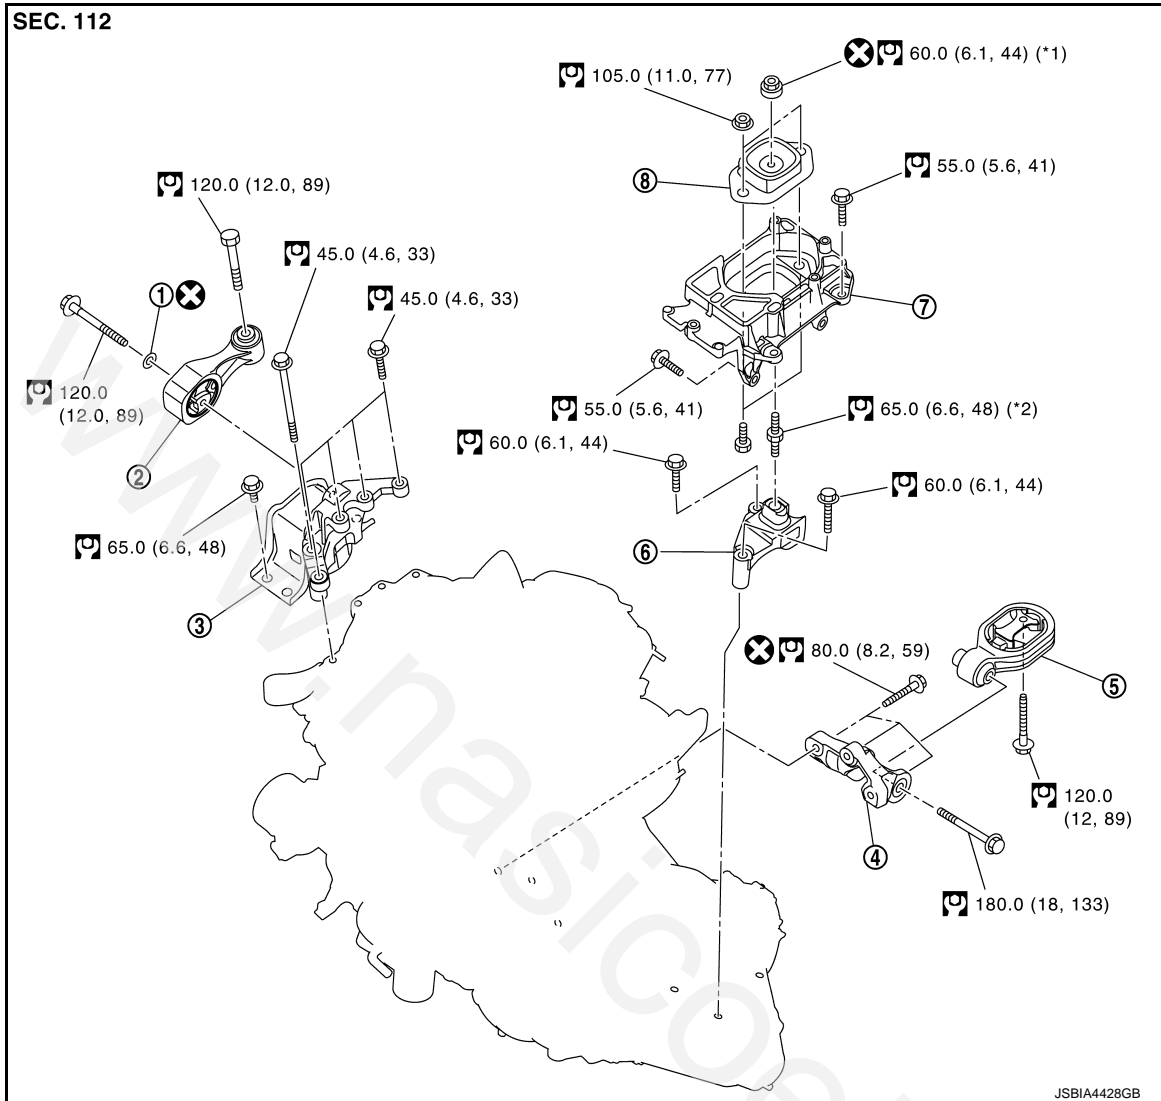 SEC. 112
60.0 (6.1, 44) (*1)
105.0 (11.0, 77)
8
55.0 (5.6, 41)
120.0 (12.0, 89)
45.0 (4.6, 33)
1
45.0 (4.6, 33)
7
120.0
(12.0, 89)
55.0 (5.6, 41)
65.0 (6.6, 48) (*2)
2
60.0 (6.1, 44)
60.0 (6.1, 44)
65.0 (6.6, 48)
6
3
80.0 (8.2, 59)
5
120.0
(12, 89)
4
180.0 (18, 133)
www.nasicoe
JSBIA4428GB